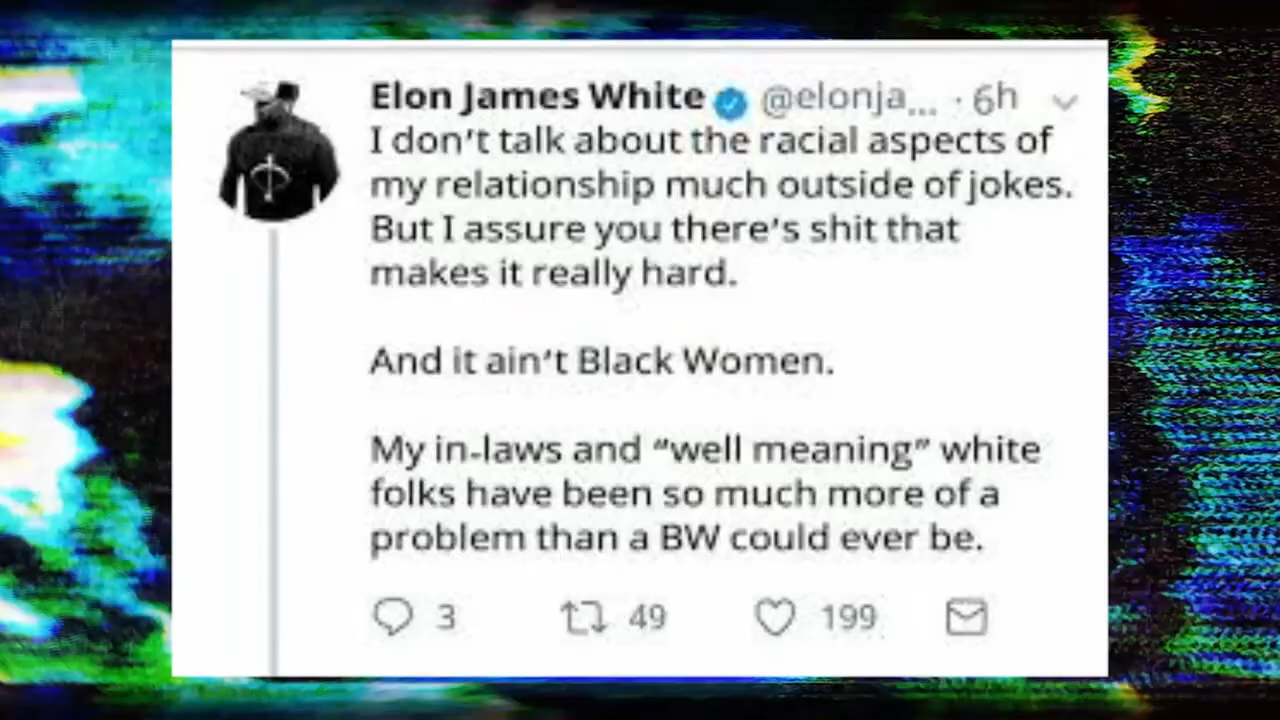 Elon James White @elonja... · 6h
I don't talk about the racial aspects of
my relationship much outside of jokes.
But I assure you there's shit that
makes it really hard.
And it ain't Black Women.
My in-laws and “well meaning” white
folks have been so much more of a
problem than a BW could ever be.
3 49 199